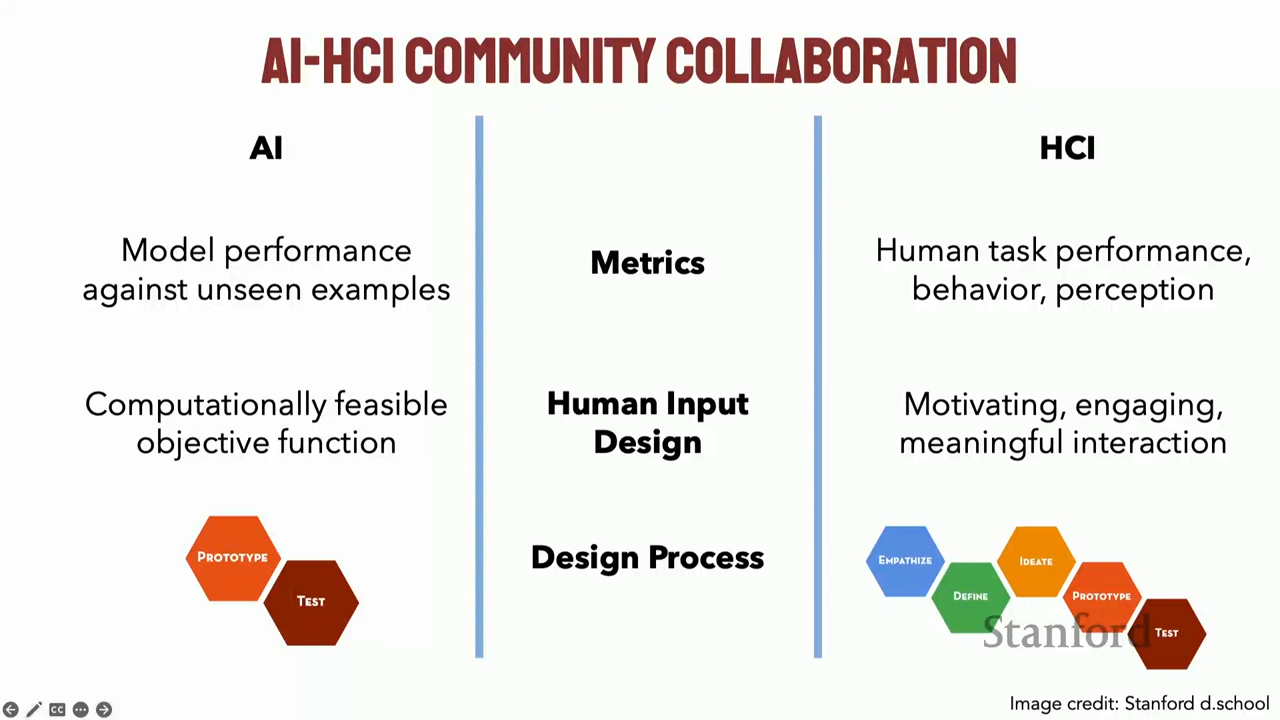 AI-HCI COMMUNITY COLLABORATION
AI
HCI
Model performance
against unseen examples
Metrics
Human task performance,
behavior, perception
Computationally feasible
objective function
Human Input
Design
Motivating, engaging,
meaningful interaction
PROTOTYPE
TEST
Design Process
EMPATHIZE
DEFINE
IDEATE
PROTOTYPE
TEST
Stanford
Image credit: Stanford d.school
CC